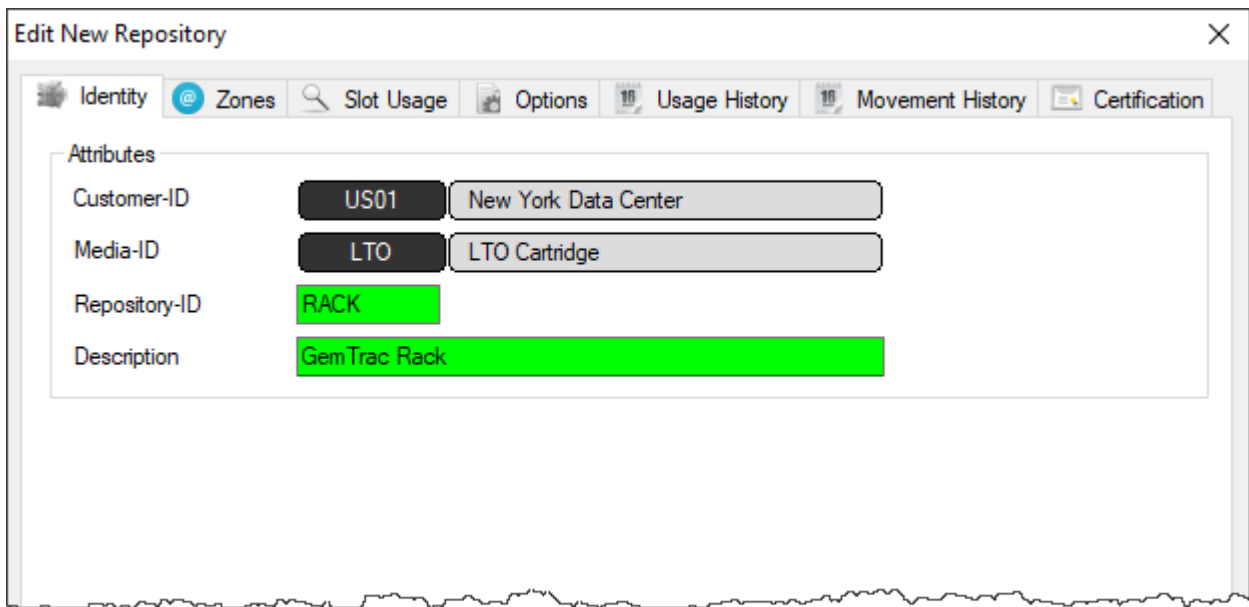 Edit New Repository
Identity Zones Slot Usage Options Usage History Movement History Certification
Attributes
Customer-ID US01 New York Data Center
Media-ID LTO LTO Cartridge
Repository-ID RACK
Description GemTrac Rack